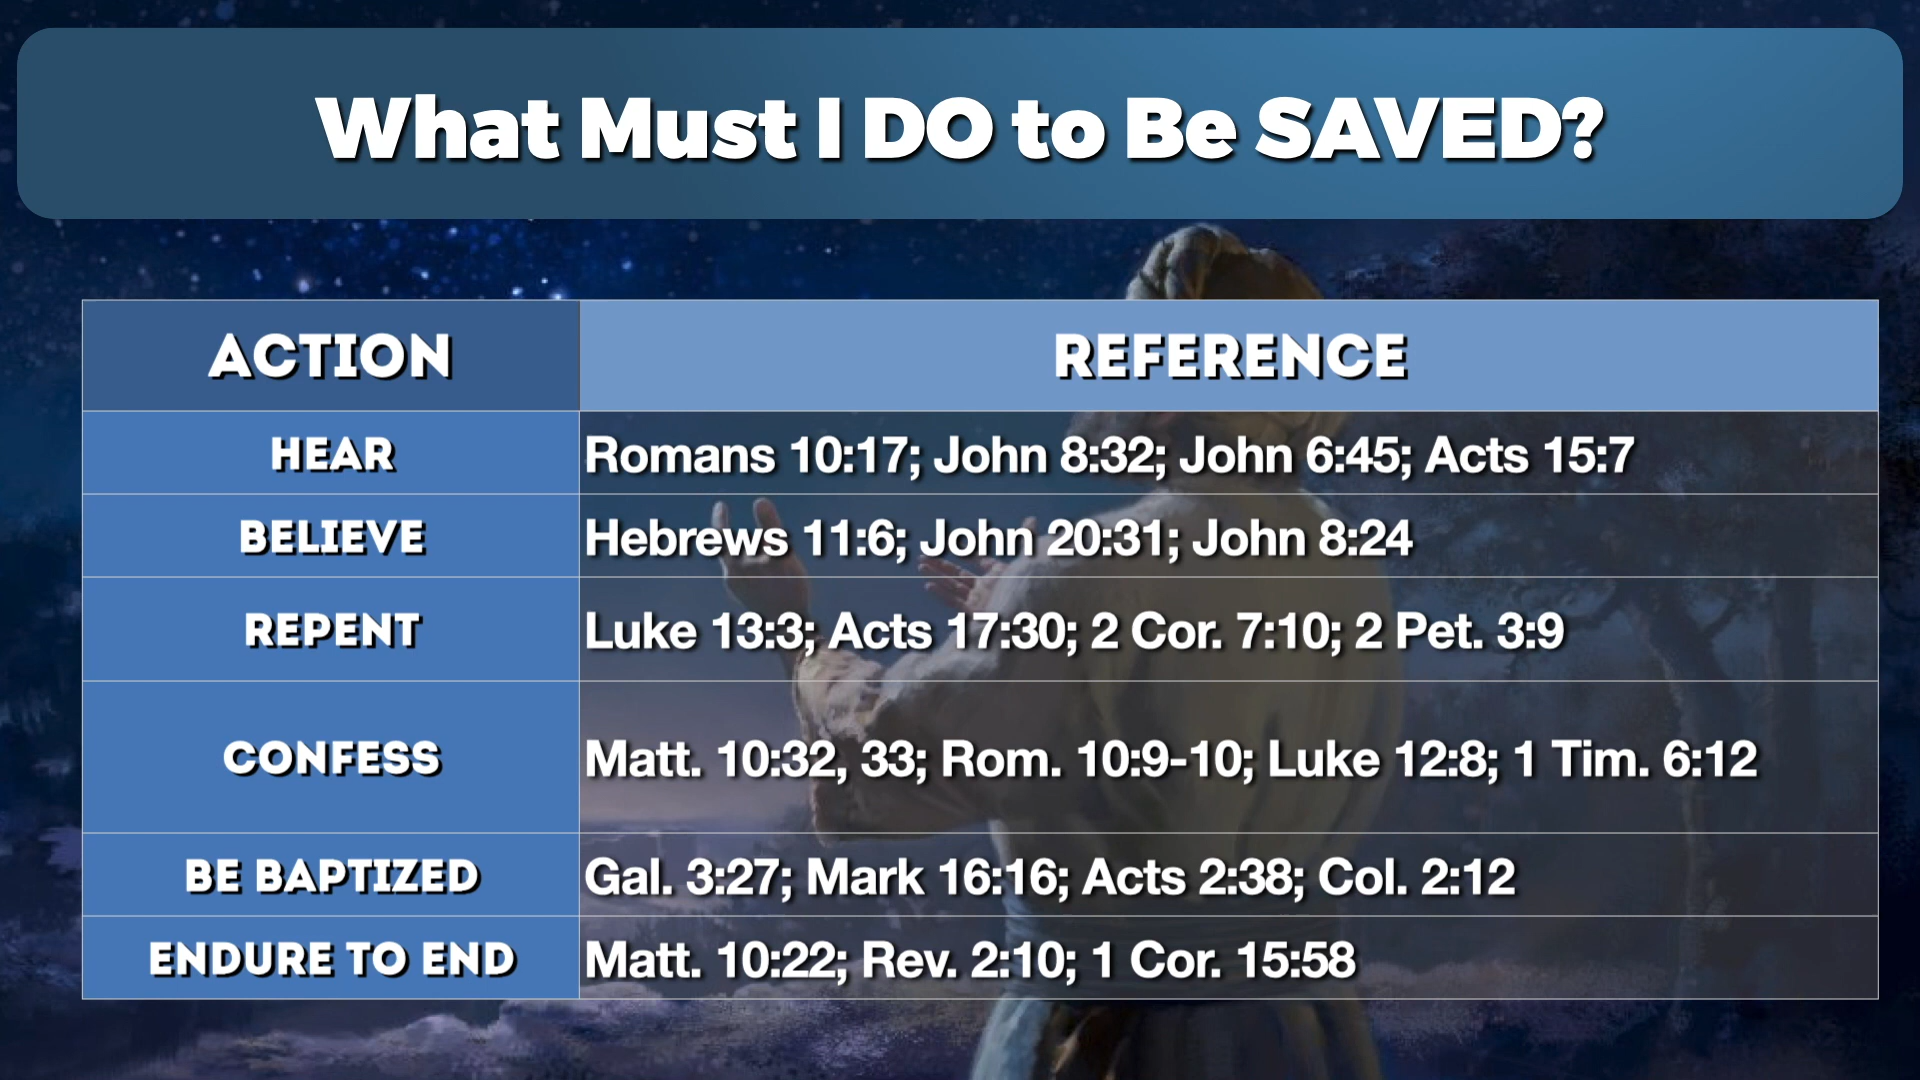 What Must I DO to Be SAVED?
ACTION REFERENCE
HEAR Romans 10:17; John 8:32; John 6:45; Acts 15:7
BELIEVE Hebrews 11:6; John 20:31; John 8:24
REPENT Luke 13:3; Acts 17:30; 2 Cor. 7:10; 2 Pet. 3:9
CONFESS Matt. 10:32, 33; Rom. 10:9-10; Luke 12:8; 1 Tim. 6:12
BE BAPTIZED Gal. 3:27; Mark 16:16; Acts 2:38; Col. 2:12
ENDURE TO END Matt. 10:22; Rev. 2:10; 1 Cor. 15:58